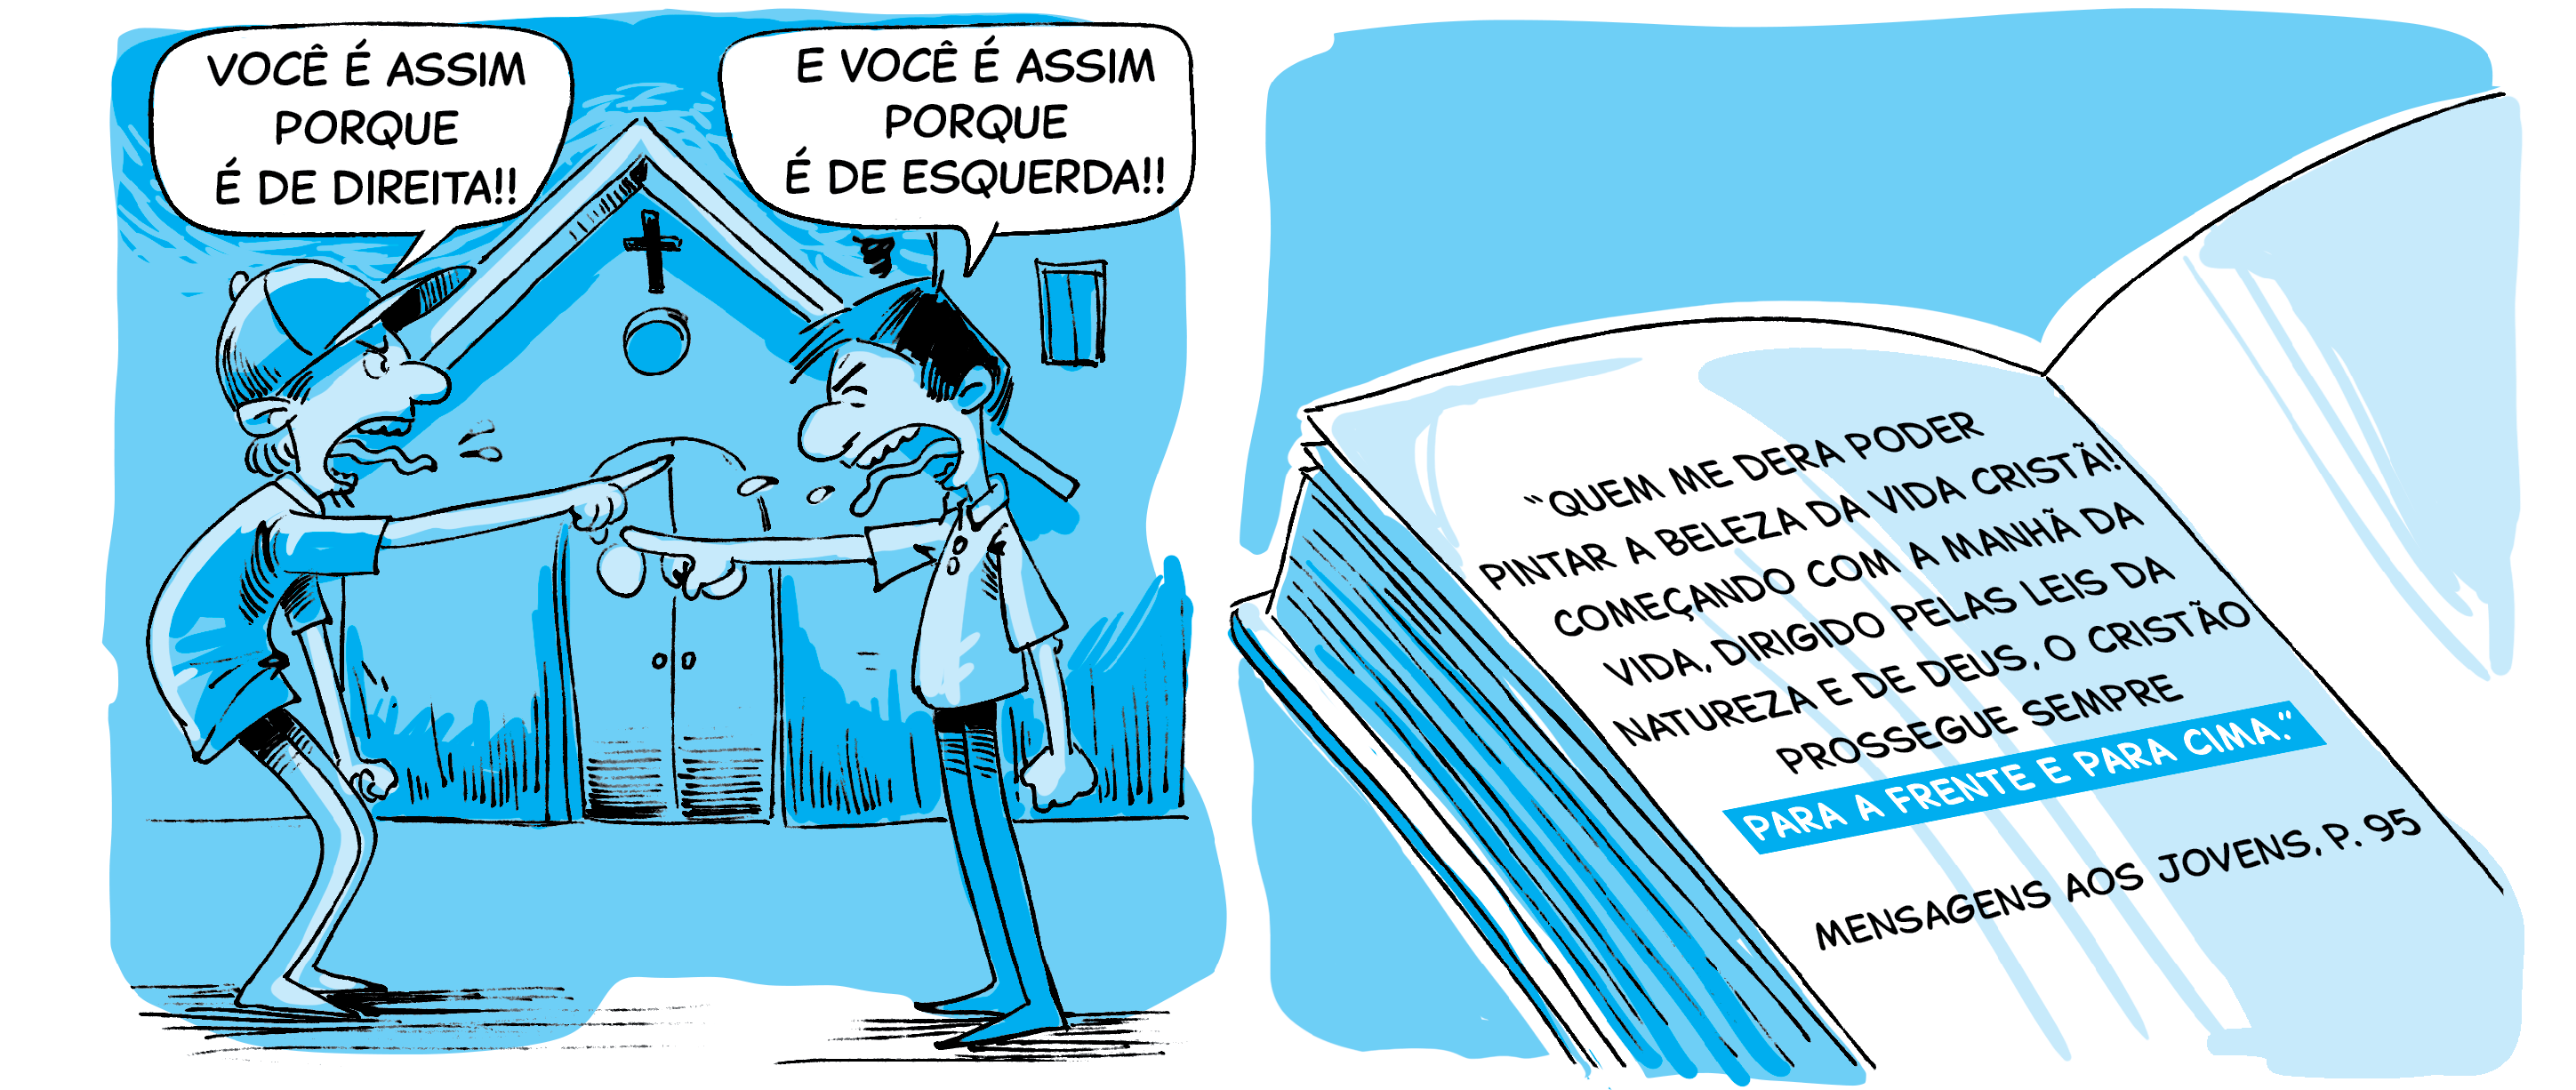 VOCÊ É ASSIM
PORQUE
É DE DIREITA!!
E VOCÊ É ASSIM
PORQUE
É DE ESQUERDA!!
“QUEM ME DERA PODER
PINTAR A BELEZA DA VIDA CRISTÃ!
COMEÇANDO COM A MANHÃ DA
VIDA, DIRIGIDO PELAS LEIS DA
NATUREZA E DE DEUS, O CRISTÃO
PROSSEGUE SEMPRE
PARA A FRENTE E PARA CIMA.”
MENSAGENS AOS JOVENS, P. 95